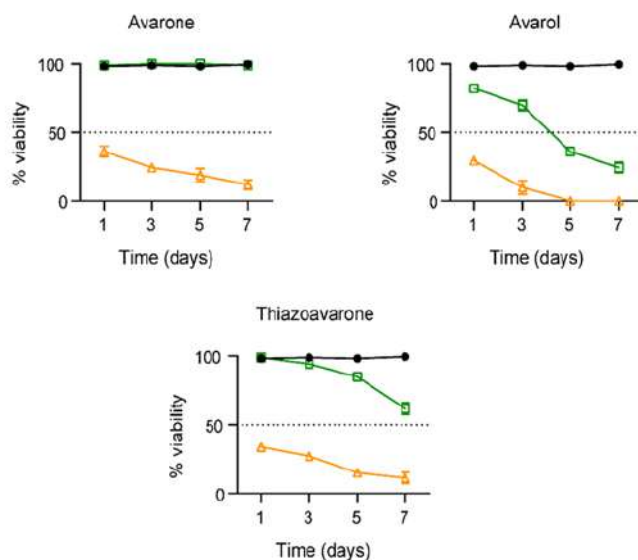 Avarone
% viability
100
50
0
1 3 5 7
Time (days)
Avarol
% viability
100
50
0
1 3 5 7
Time (days)
Thiazoavarone
% viability
100
50
0
1 3 5 7
Time (days)